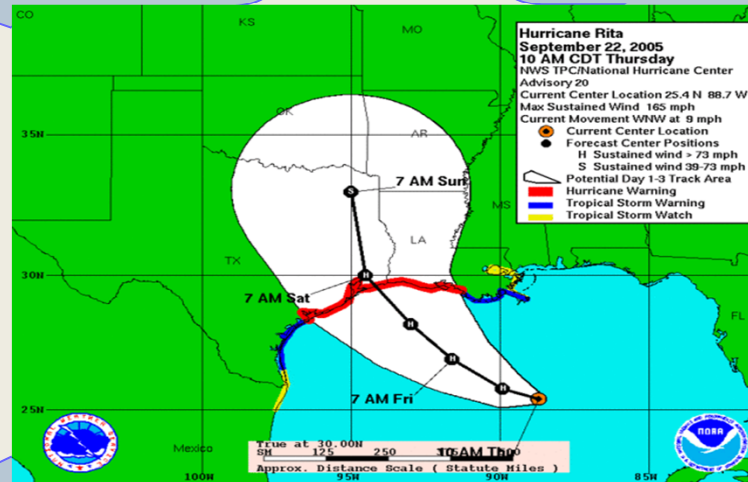 CO
KS
MO
Hurricane Rita
September 22, 2005
10 AM CDT Thursday
NWS TPC/National Hurricane Center
Advisory 20
Current Center Location 25.4 N 88.7 W
Max Sustained Wind 165 mph
Current Movement WNW at 9 mph
Current Center Location
Forecast Center Positions
H Sustained wind > 73 mph
S Sustained wind 39-73 mph
Potential Day 1-3 Track Area
Hurricane Warning
Tropical Storm Warning
Tropical Storm Watch
OK
35N
AR
7 AM Sun
S
MS
LA
TX
30N
H
7 AM Sat
FL
H
H
7 AM Fri
H
25N
NOAA
Mexico
True at 30.00N
SM 125 250 375 500
10 AM Thu
Approx. Distance Scale ( Statute Miles )
100W
95W
90W
85W